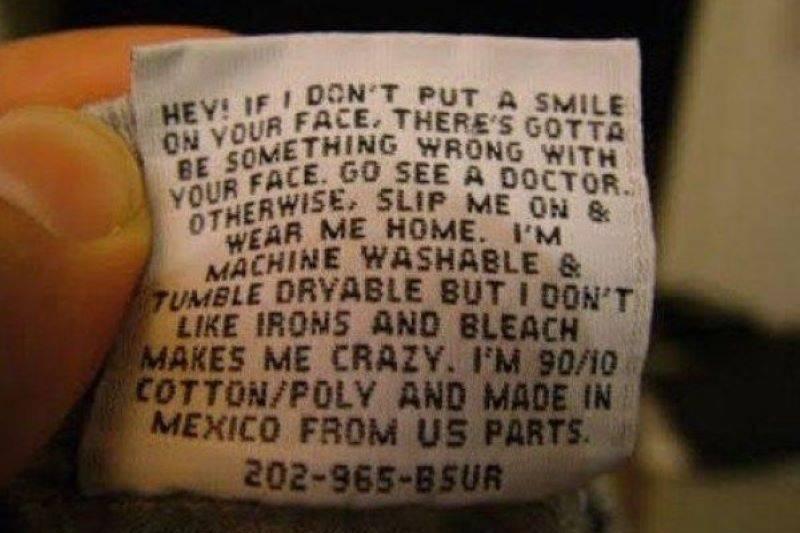 HEY! IF I DON'T PUT A SMILE
ON YOUR FACE, THERE'S GOTTA
BE SOMETHING WRONG WITH
YOUR FACE. GO SEE A DOCTOR.
OTHERWISE, SLIP ME ON &
WEAR ME HOME. I'M
MACHINE WASHABLE &
TUMBLE DRYABLE BUT I DON'T
LIKE IRONS AND BLEACH
MAKES ME CRAZY. I'M 90/10
COTTON/POLY AND MADE IN
MEXICO FROM US PARTS.
202-965-BSUR